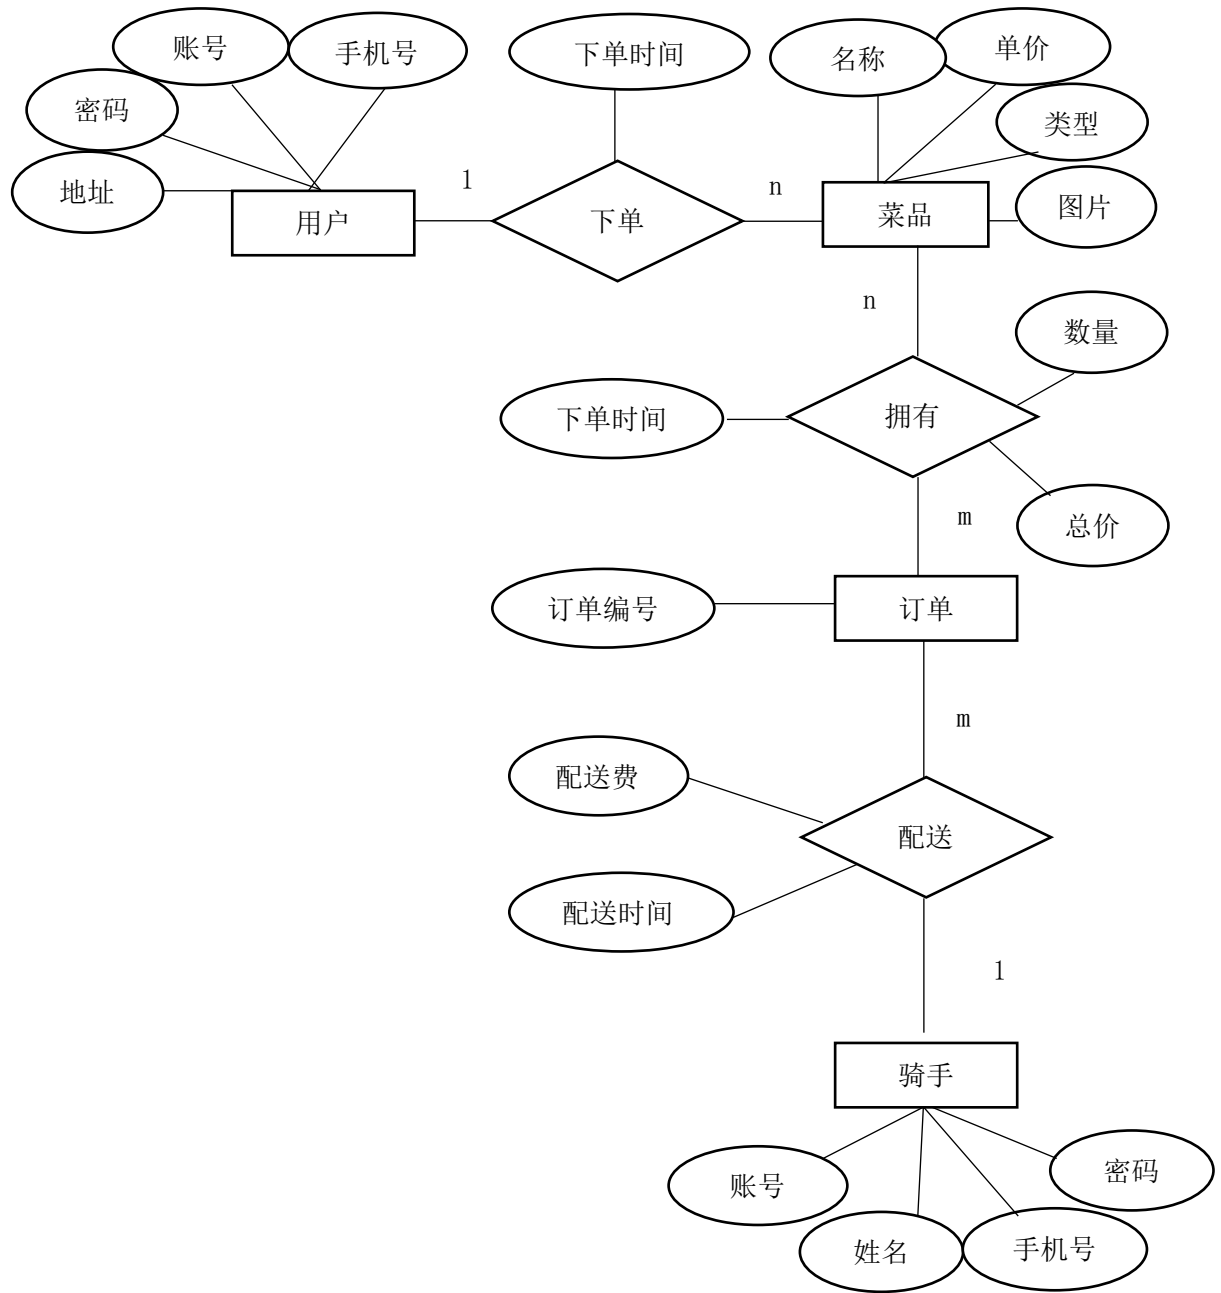 账号
手机号
下单时间
名称
单价
密码
类型
地址
用户
1
下单
n
菜品
图片
n
数量
下单时间
拥有
m
总价
订单编号
订单
m
配送费
配送
配送时间
1
骑手
账号
密码
姓名
手机号